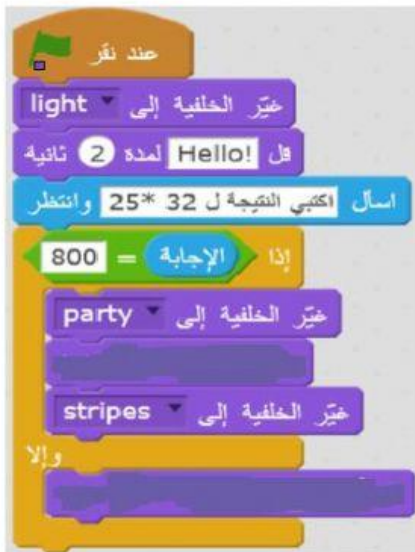 عند نقر
غيّر الخلفية إلى light
قل Hello! لمدة 2 ثانية
اسأل اكتبي النتيجة ل 32 *25 وانتظر
إذا الإجابة = 800
غيّر الخلفية إلى party
غيّر الخلفية إلى stripes
وإلا